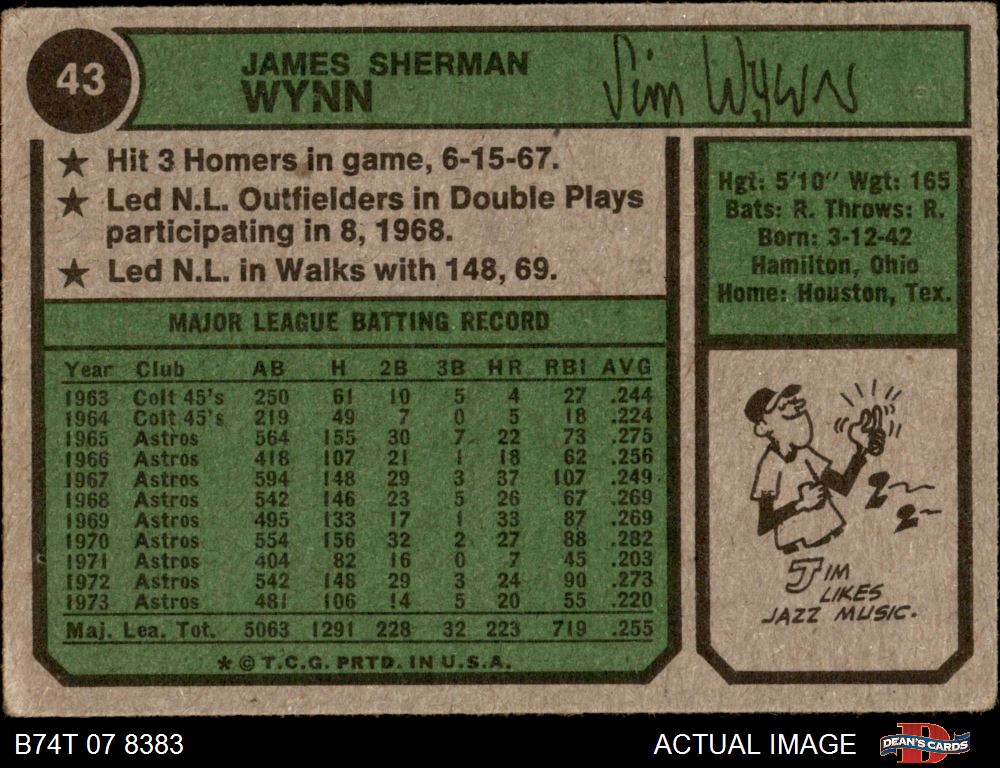 43
JAMES SHERMAN
WYNN
Jim Wynn
★ Hit 3 Homers in game, 6-15-67.
★ Led N.L. Outfielders in Double Plays
participating in 8, 1968.
★ Led N.L. in Walks with 148, 69.
Hgt: 5'10" Wgt: 165
Bats: R. Throws: R.
Born: 3-12-42
Hamilton, Ohio
Home: Houston, Tex.
MAJOR LEAGUE BATTING RECORD
Year Club AB H 2B 3B HR RBI AVG
1963 Colt 45's 250 61 10 5 4 27 .244
1964 Colt 45's 219 49 7 0 5 18 .224
1965 Astros 564 155 30 7 22 73 .275
1966 Astros 418 107 21 1 18 62 .256
1967 Astros 594 148 29 3 37 107 .249
1968 Astros 542 146 23 5 26 67 .269
1969 Astros 495 133 17 1 33 87 .269
1970 Astros 554 156 32 2 27 88 .282
1971 Astros 404 82 16 0 7 45 .203
1972 Astros 542 148 29 3 24 90 .273
1973 Astros 481 106 14 5 20 55 .220
Maj. Lea. Tot. 5063 1291 228 32 223 719 .255
* © T.C.G. PRTD. IN U.S.A.
JIM
LIKES
JAZZ MUSIC.
B74T 07 8383
ACTUAL IMAGE
D
DEAN'S CARDS